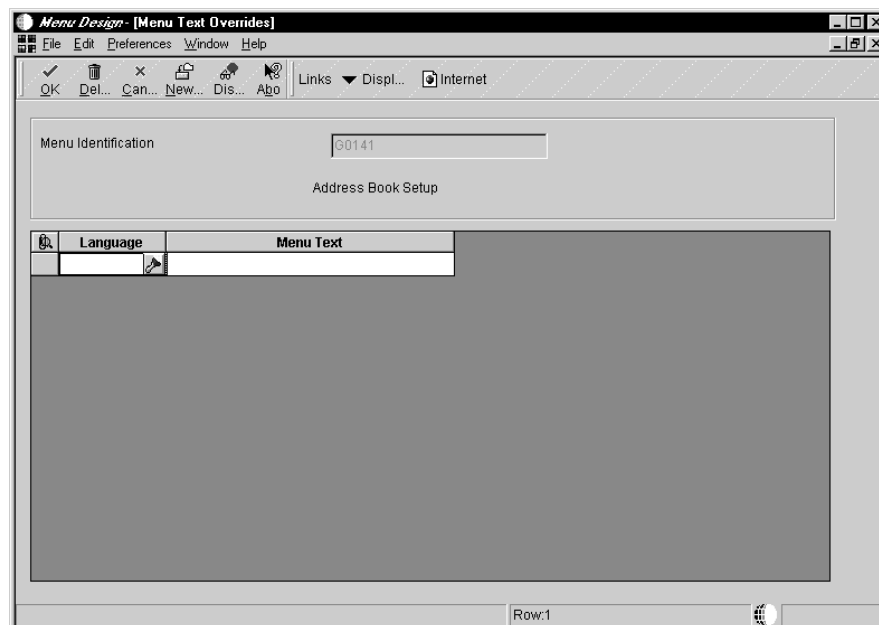 Menu Design - [Menu Text Overrides]
File Edit Preferences Window Help
OK Del... Can... New... Dis... Abo Links Displ... Internet
Menu Identification G0141
Address Book Setup
Language Menu Text
Row:1